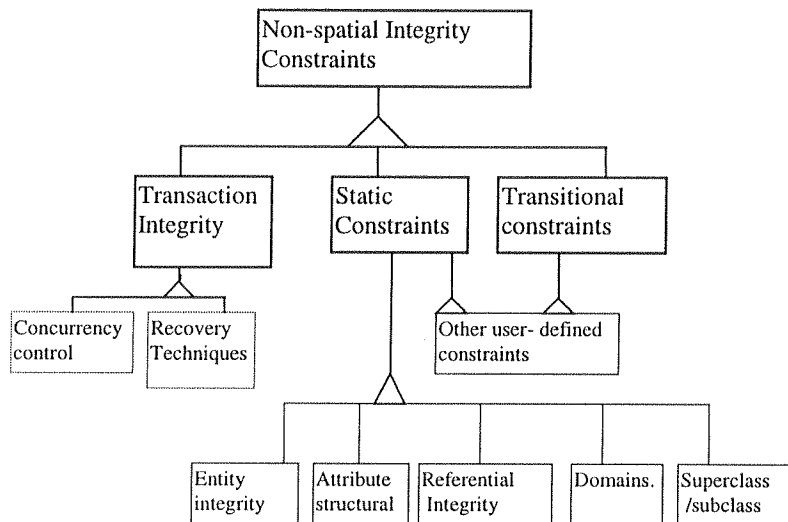 Non-spatial Integrity
Constraints
Transaction
Integrity
Static
Constraints
Transitional
constraints
Concurrency
control
Recovery
Techniques
Other user- defined
constraints
Entity
integrity
Attribute
structural
Referential
Integrity
Domains.
Superclass
/subclass